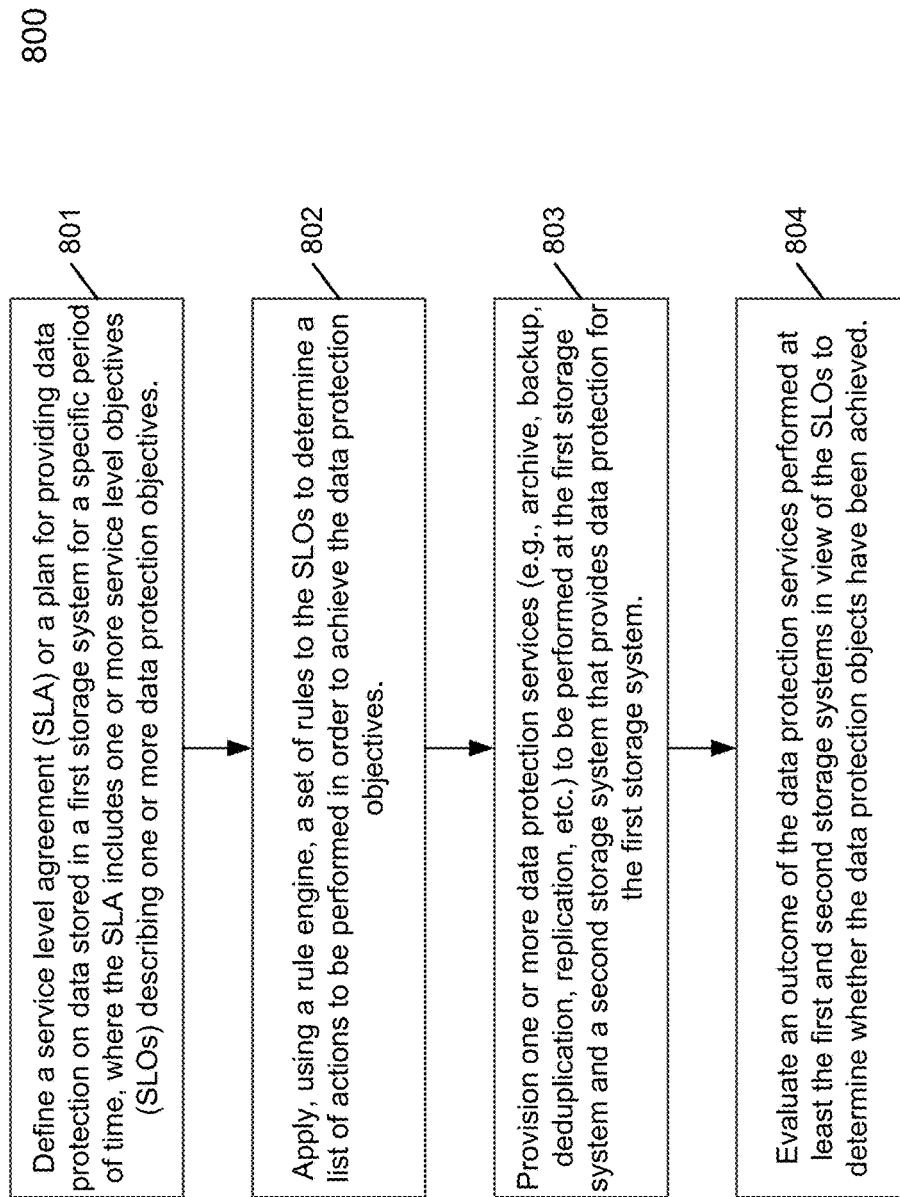 800
801
Define a service level agreement (SLA) or a plan for providing data
protection on data stored in a first storage system for a specific period
of time, where the SLA includes one or more service level objectives
(SLOs) describing one or more data protection objectives.
802
Apply, using a rule engine, a set of rules to the SLOs to determine a
list of actions to be performed in order to achieve the data protection
objectives.
803
Provision one or more data protection services (e.g., archive, backup,
deduplication, replication, etc.) to be performed at the first storage
system and a second storage system that provides data protection for
the first storage system.
804
Evaluate an outcome of the data protection services performed at
least the first and second storage systems in view of the SLOs to
determine whether the data protection objects have been achieved.